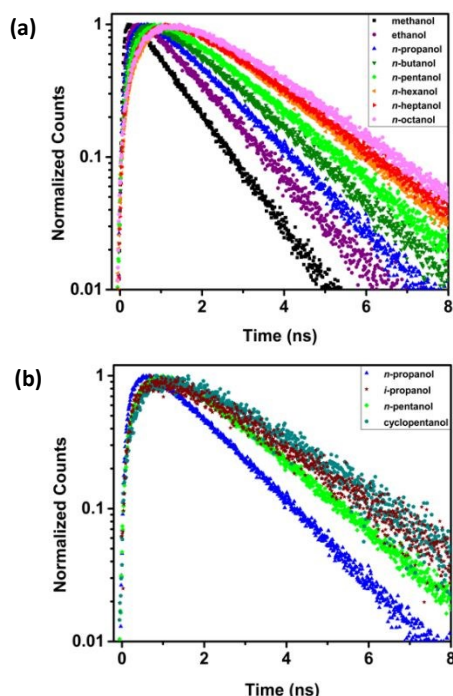 (a)
methanol
ethanol
n-propanol
n-butanol
n-pentanol
n-hexanol
n-heptanol
n-octanol
Normalized Counts
1
0.1
0.01
0 2 4 6 8
Time (ns)
(b)
n-propanol
i-propanol
n-pentanol
cyclopentanol
Normalized Counts
1
0.1
0.01
0 2 4 6 8
Time (ns)